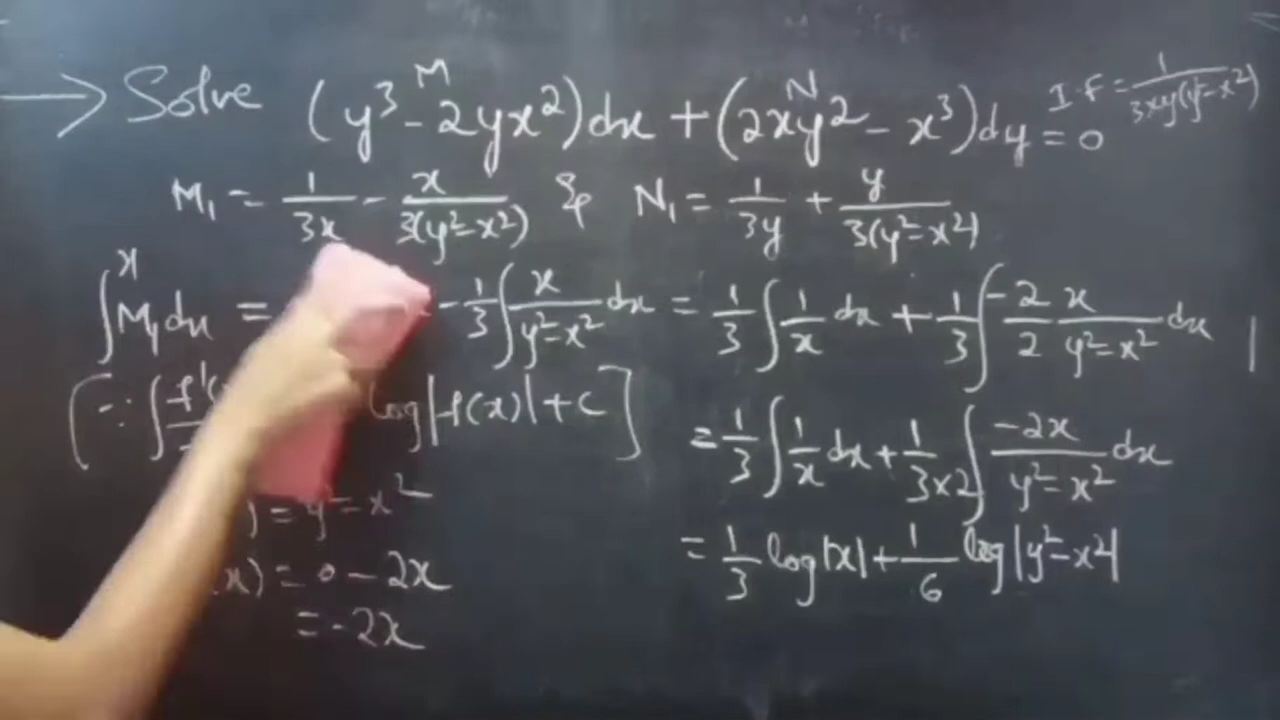 → Solve (y³ - 2yx²)dx + (2xy² - x³)dy = 0
M N
I.F = 1/3xy(y²-x²)
M₁ = 1/3x - x/3(y²-x²) & N₁ = 1/3y + y/3(y²-x²)
∫ˣ M₁dx = - 1/3 ∫ x/y²-x² dx = 1/3 ∫ 1/x dx + 1/3 ∫ -2/2 x/y²-x² dx |
[∵ ∫ f'( log|f(x)| + c]
= 1/3 ∫ 1/x dx + 1/3×2 ∫ -2x/y²-x² dx
) = y² - x²
= 1/3 log|x| + 1/6 log|y²-x²|
x) = 0 - 2x
= -2x